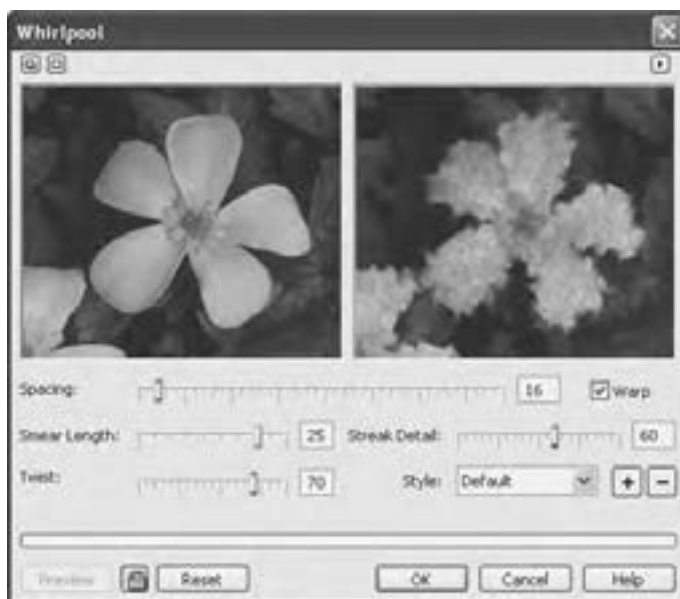 Whirlpool
Spacing: 16 Warp
Smear Length: 25 Streak Detail: 60
Twist: 70 Style: Default
Preview Reset OK Cancel Help